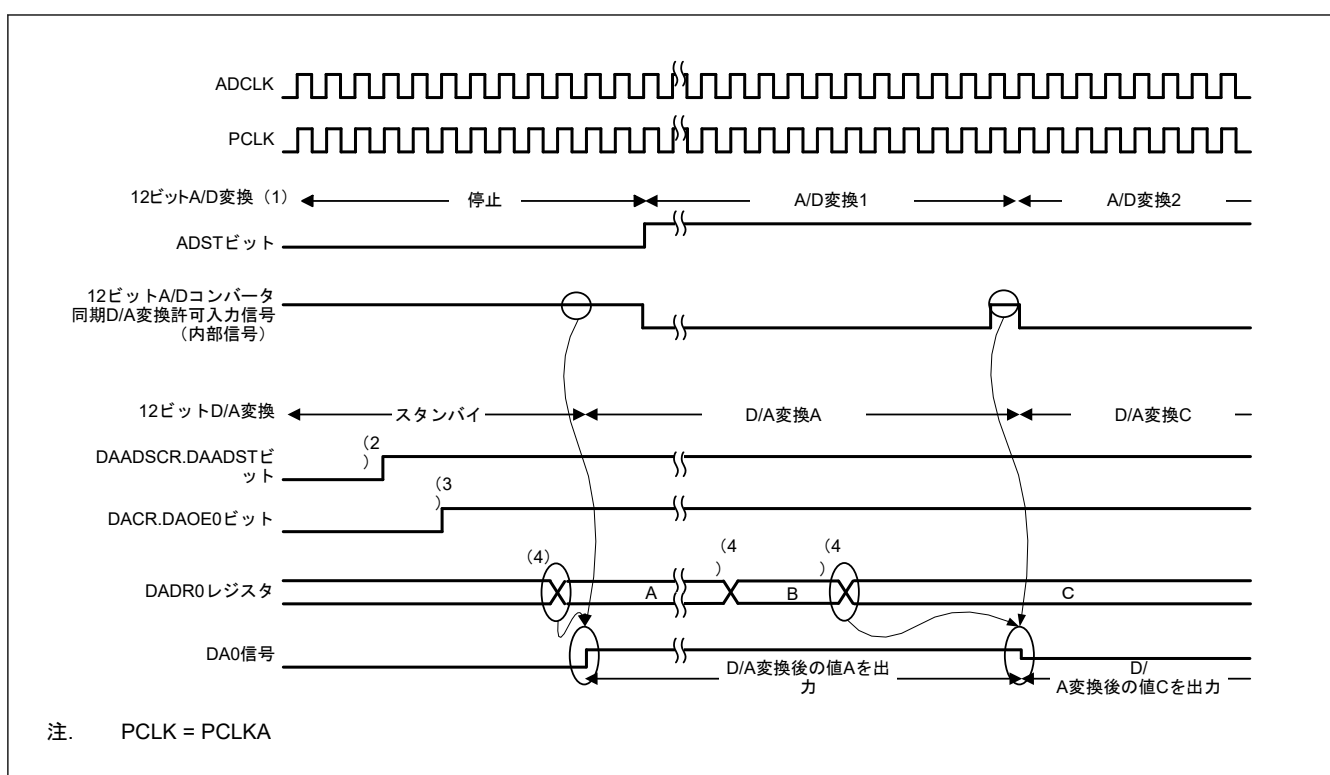 ADCLK
PCLK
12ビットA/D変換（1）
停止
A/D変換1
A/D変換2
ADSTビット
12ビットA/Dコンバータ
同期D/A変換許可入力信号
（内部信号）
12ビットD/A変換
スタンバイ
D/A変換A
D/A変換C
DAADSCR.DAADSTビ
ット
（2
）
DACR.DAOE0ビット
（3
）
DADR0レジスタ
（4）
A
（4
）
B
（4
）
C
DA0信号
D/A変換後の値Aを出
力
D/
A変換後の値Cを出力
注. PCLK = PCLKA